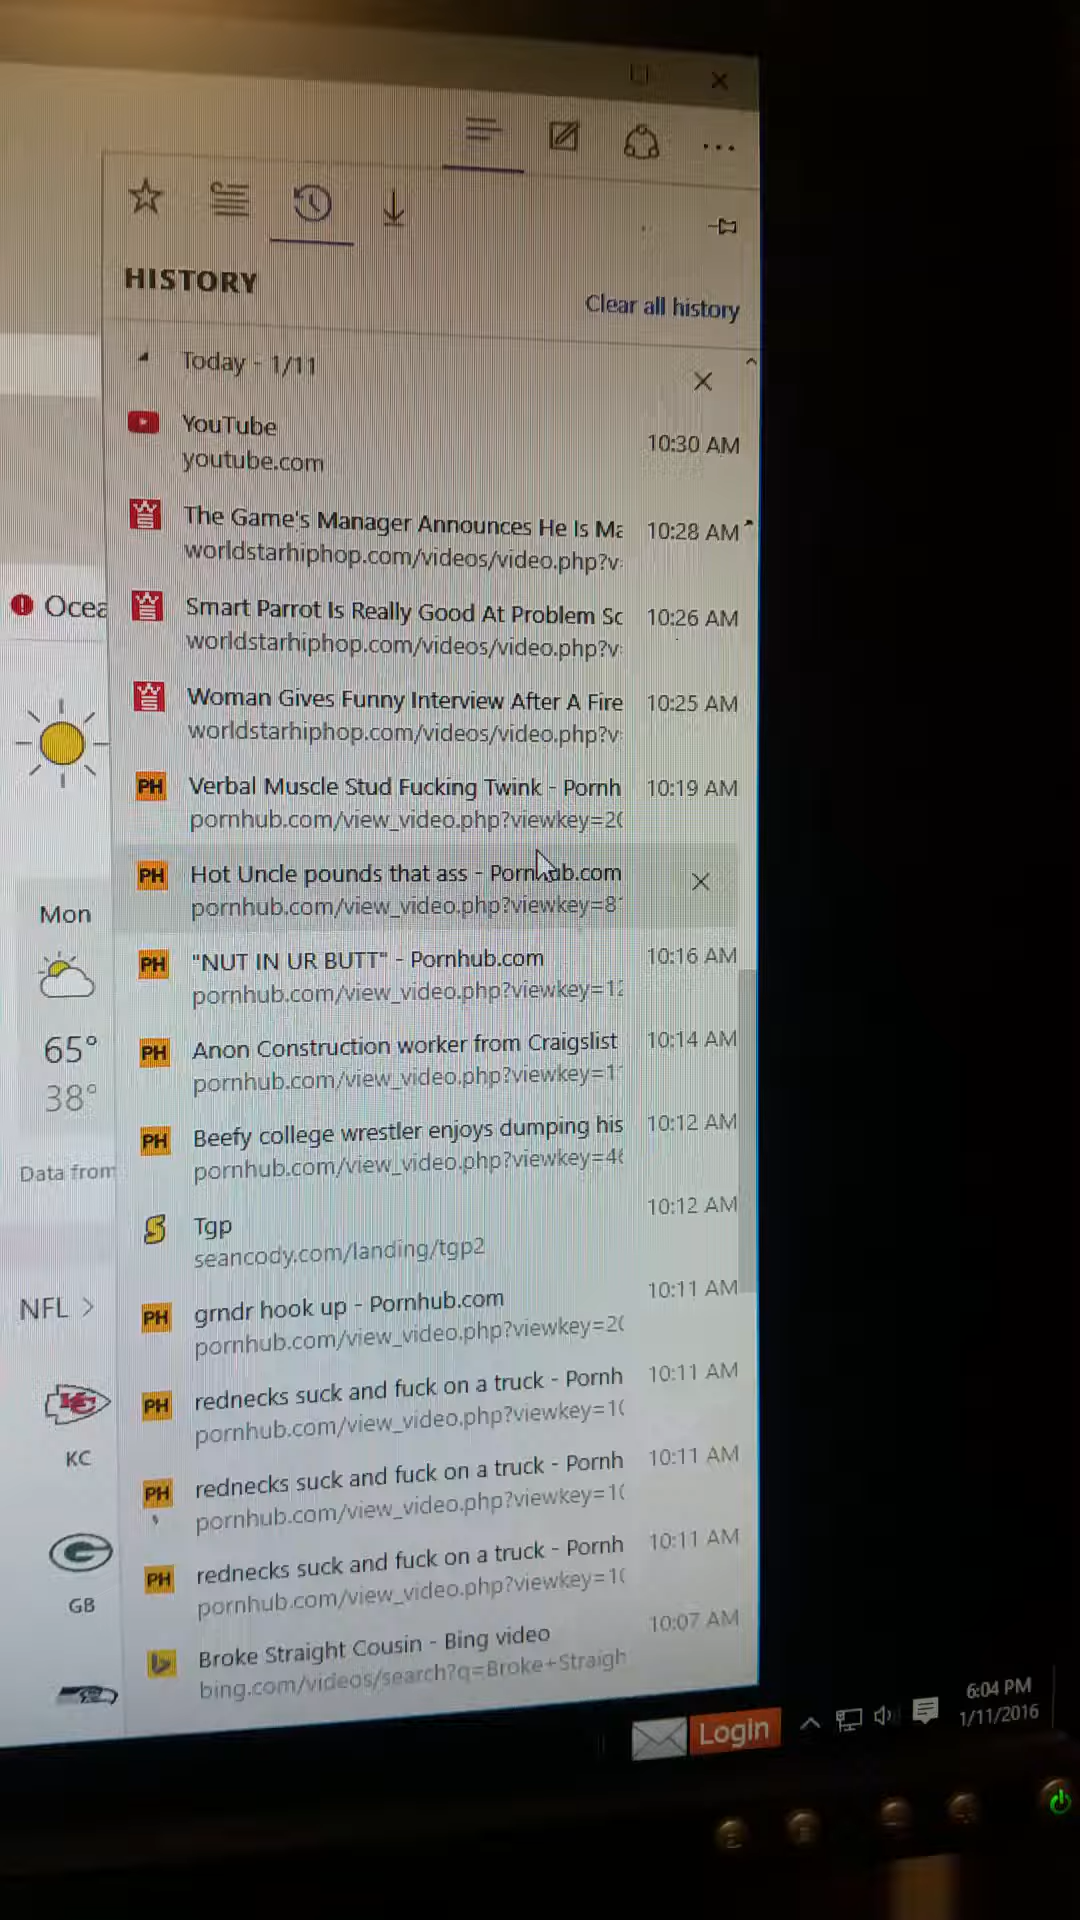 HISTORY
Clear all history
Today - 1/11
YouTube
10:30 AM
youtube.com
The Game's Manager Announces He Is Ma
10:28 AM
worldstarhiphop.com/videos/video.php?v
Ocea
Smart Parrot Is Really Good At Problem Sc
10:26 AM
worldstarhiphop.com/videos/video.php?v
Woman Gives Funny Interview After A Fire
10:25 AM
worldstarhiphop.com/videos/video.php?v
PH
Verbal Muscle Stud Fucking Twink - Pornh
10:19 AM
pornhub.com/view_video.php?viewkey=20
PH
Hot Uncle pounds that ass - Pornhub.com
pornhub.com/view_video.php?viewkey=8
Mon
PH
"NUT IN UR BUTT" - Pornhub.com
10:16 AM
pornhub.com/view_video.php?viewkey=12
65°
38°
PH
Anon Construction worker from Craigslist
10:14 AM
pornhub.com/view_video.php?viewkey=1
PH
Beefy college wrestler enjoys dumping his
10:12 AM
pornhub.com/view_video.php?viewkey=4
Data from
Tgp
10:12 AM
seancody.com/landing/tgp2
NFL >
PH
grndr hook up - Pornhub.com
10:11 AM
pornhub.com/view_video.php?viewkey=20
PH
rednecks suck and fuck on a truck - Pornh
10:11 AM
pornhub.com/view_video.php?viewkey=10
KC
PH
rednecks suck and fuck on a truck - Pornh
10:11 AM
pornhub.com/view_video.php?viewkey=10
PH
rednecks suck and fuck on a truck - Pornh
10:11 AM
pornhub.com/view_video.php?viewkey=10
GB
Broke Straight Cousin - Bing video
10:07 AM
bing.com/videos/search?q=Broke+Straigh
Login
6:04 PM
1/11/2016